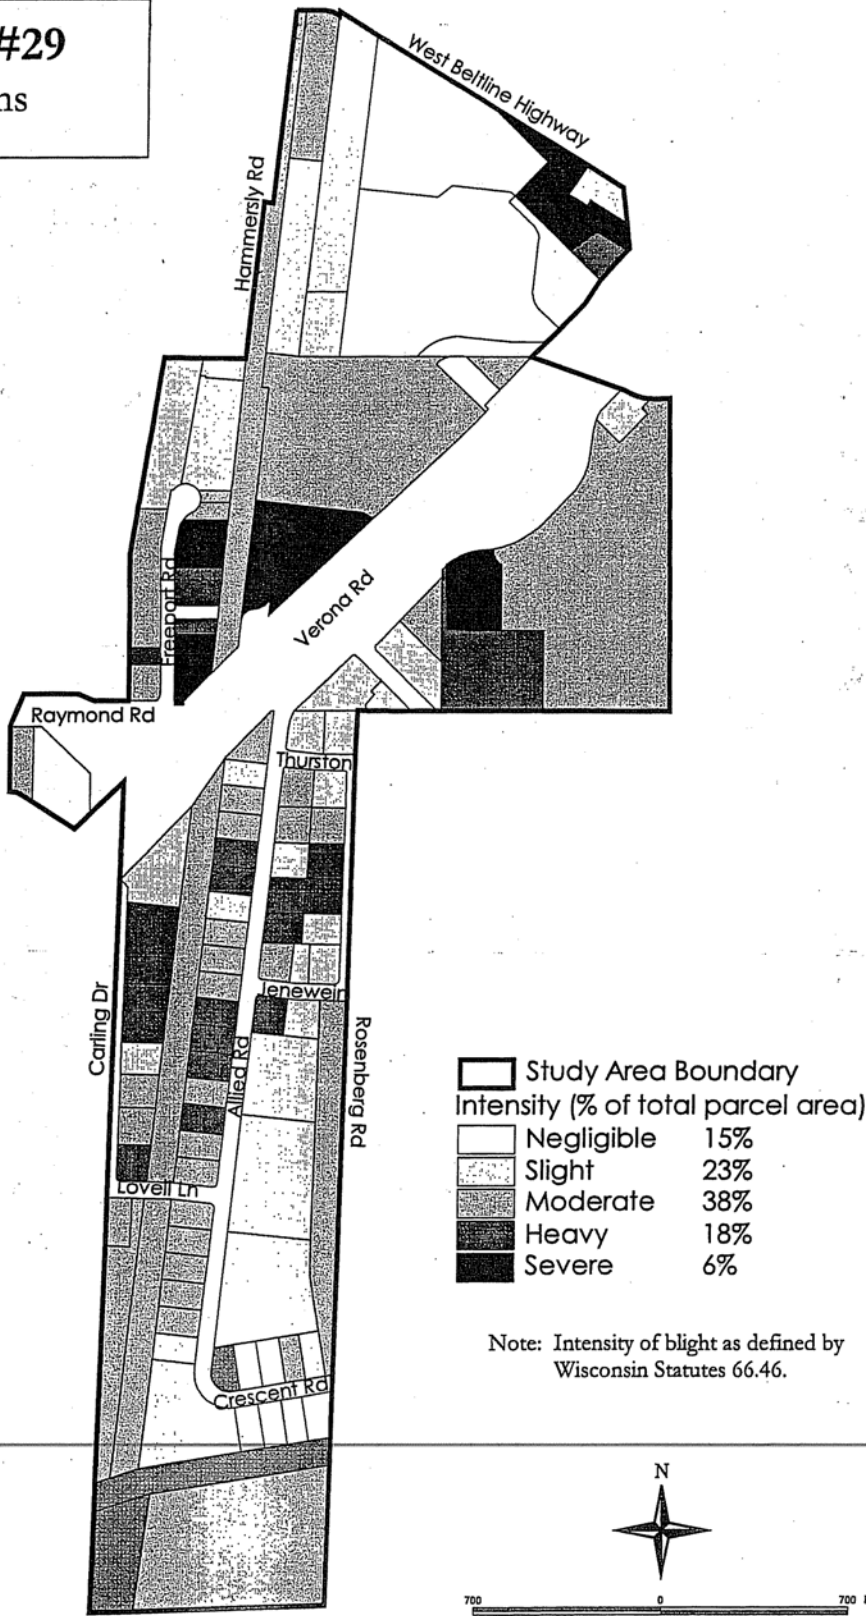 #29
ns
West Beltline Highway
Hammersly Rd
Freeport Rd
Verona Rd
Raymond Rd
Thurston
Jenewein
Carling Dr
Allied Rd
Rosenberg Rd
Lovell Ln
Crescent Rd
Study Area Boundary
Intensity (% of total parcel area)
Negligible 15%
Slight 23%
Moderate 38%
Heavy 18%
Severe 6%
Note: Intensity of blight as defined by
Wisconsin Statutes 66.46.
N
700 0 700